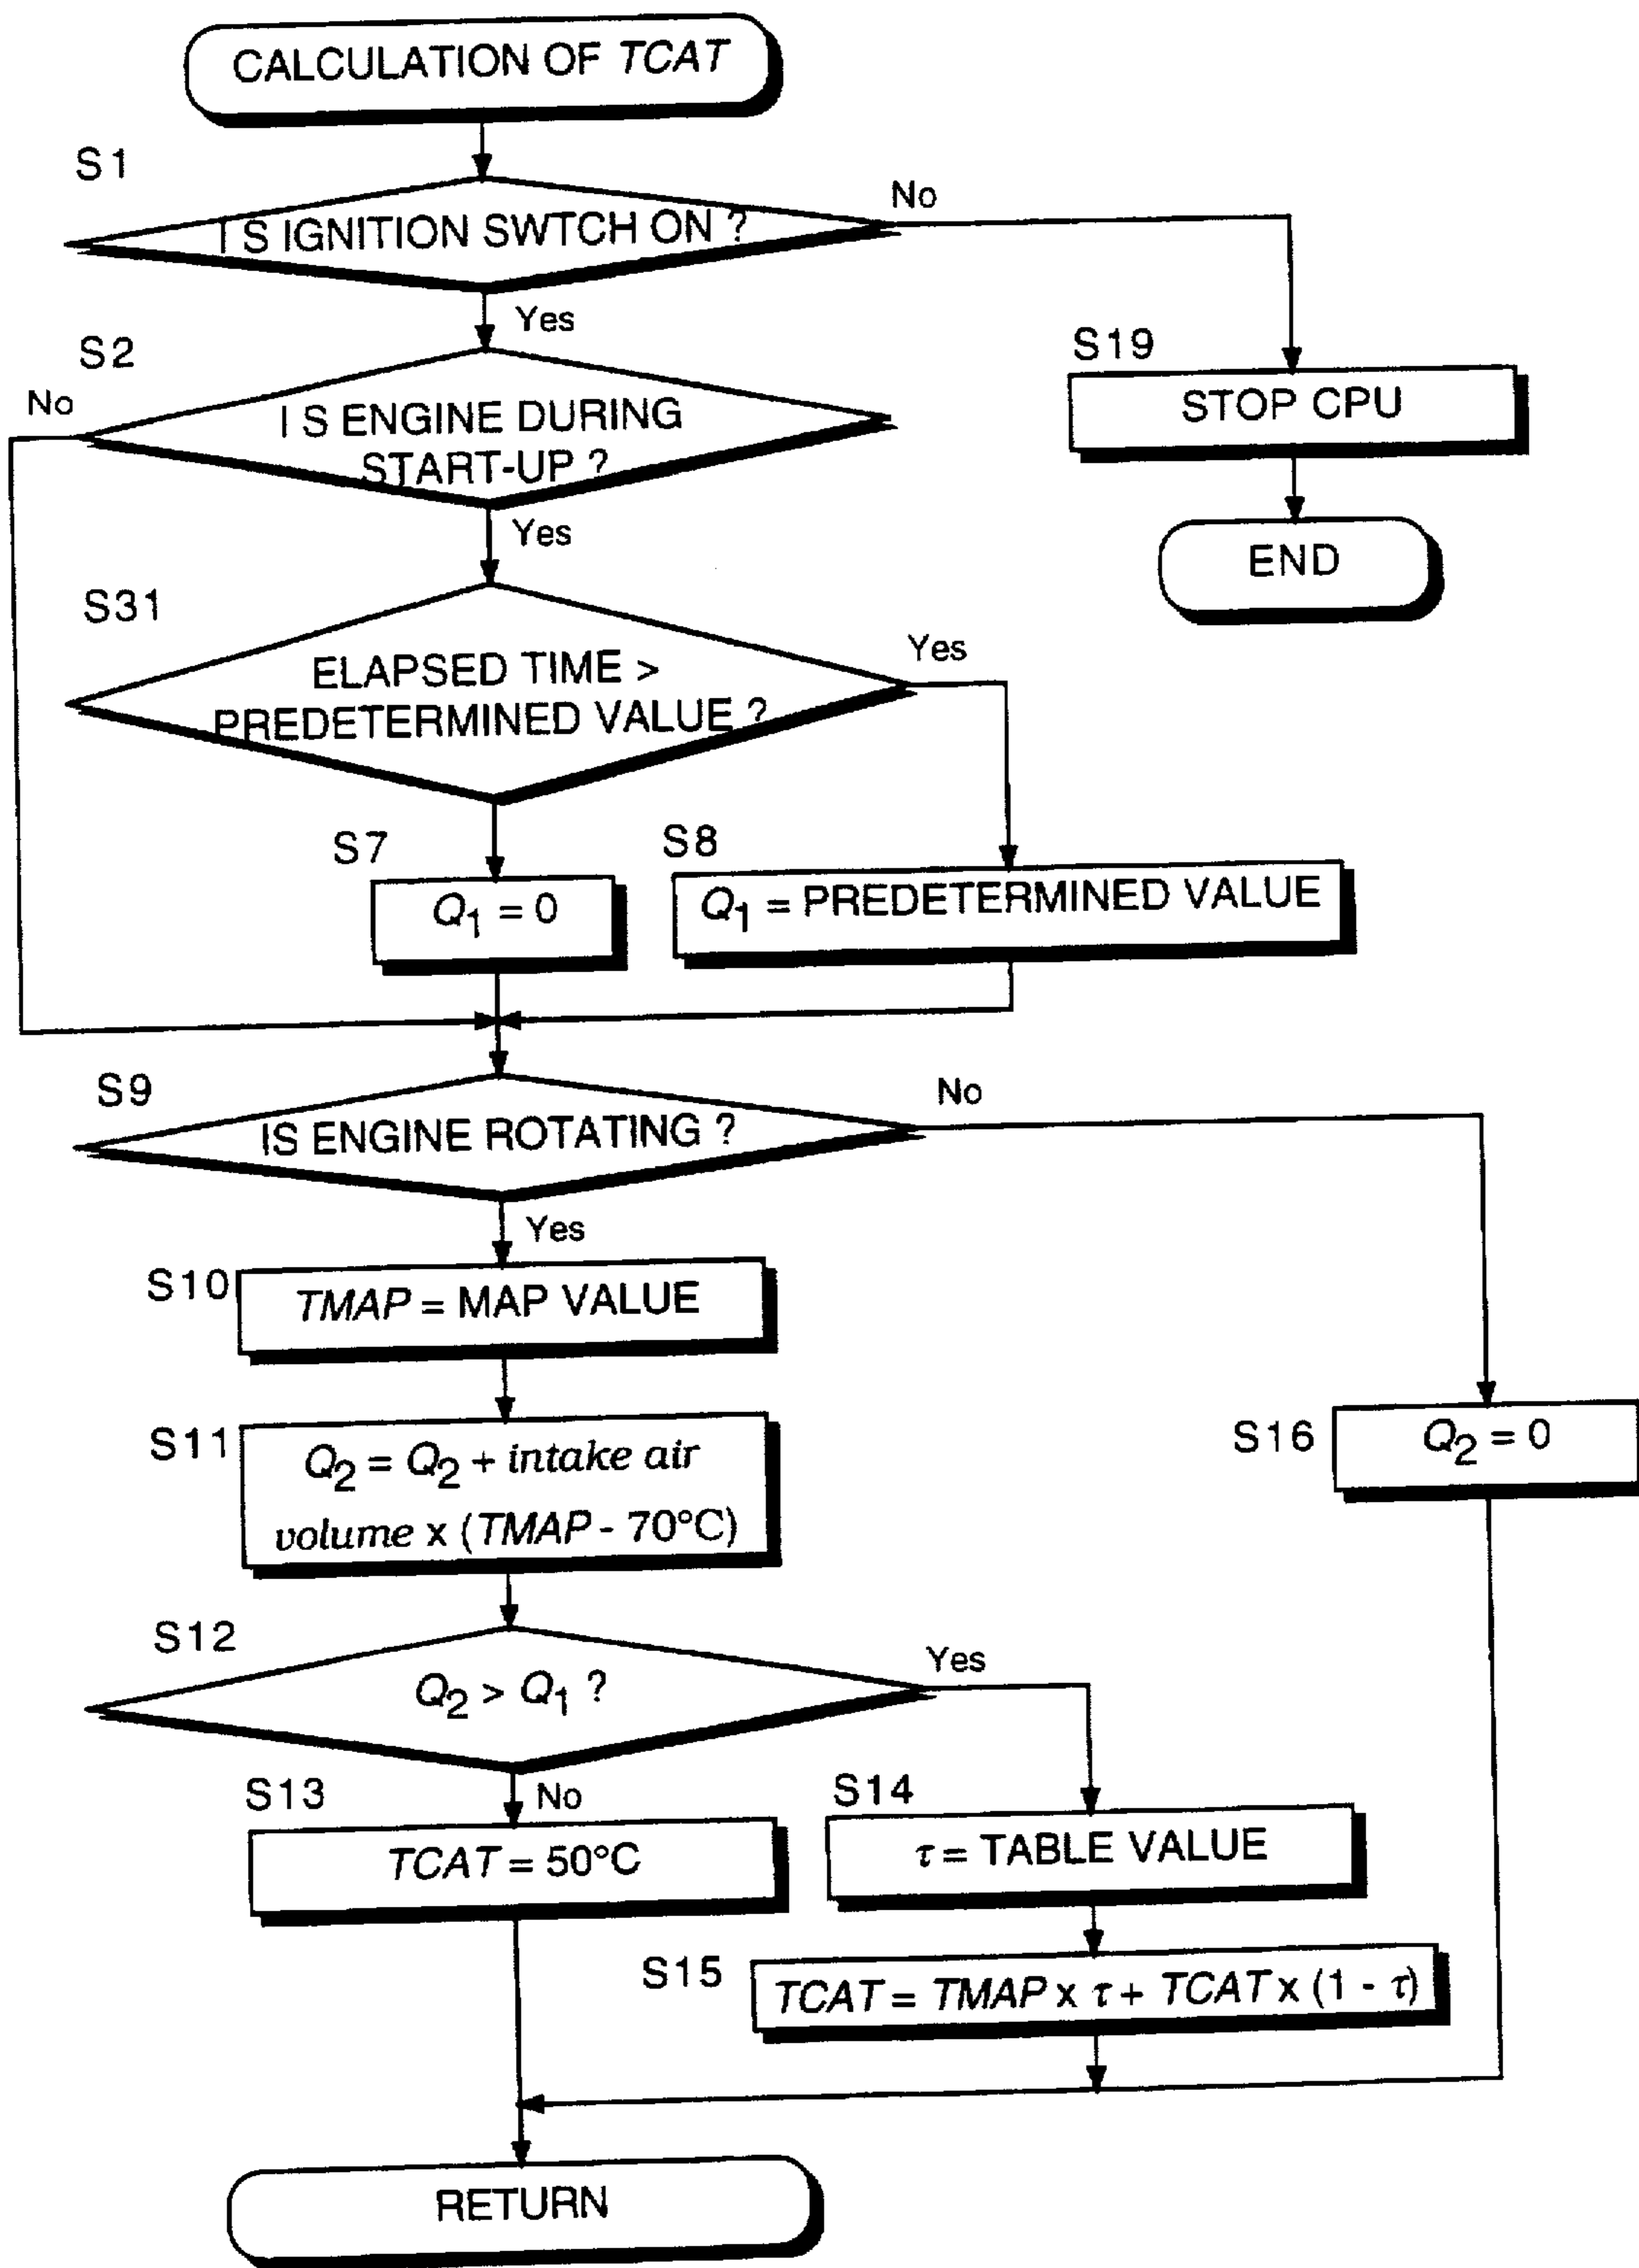 CALCULATION OF TCAT
S1
No
I S IGNITION SWTCH ON ?
Yes
S2
No
I S ENGINE DURING
START-UP ?
Yes
S19
STOP CPU
END
S31
Yes
ELAPSED TIME >
PREDETERMINED VALUE ?
S7
Q1 = 0
S8
Q1 = PREDETERMINED VALUE
S9
No
IS ENGINE ROTATING ?
Yes
S10
TMAP = MAP VALUE
S11
Q2 = Q2 + intake air
volume x (TMAP - 70°C)
S16
Q2 = 0
S12
Yes
Q2 > Q1 ?
No
S13
TCAT = 50°C
S14
τ = TABLE VALUE
S15
TCAT = TMAP x τ + TCAT x (1 - τ)
RETURN